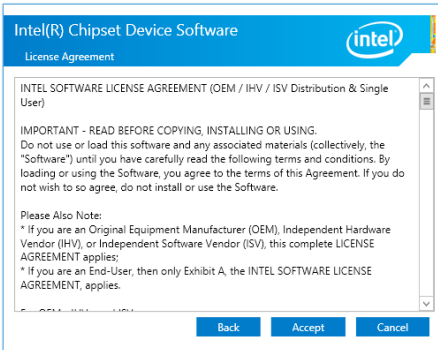 Intel(R) Chipset Device Software
intel
License Agreement
INTEL SOFTWARE LICENSE AGREEMENT (OEM / IHV / ISV Distribution & Single
User)
IMPORTANT - READ BEFORE COPYING, INSTALLING OR USING.
Do not use or load this software and any associated materials (collectively, the
"Software") until you have carefully read the following terms and conditions. By
loading or using the Software, you agree to the terms of this Agreement. If you do
not wish to so agree, do not install or use the Software.
Please Also Note:
* If you are an Original Equipment Manufacturer (OEM), Independent Hardware
Vendor (IHV), or Independent Software Vendor (ISV), this complete LICENSE
AGREEMENT applies;
* If you are an End-User, then only Exhibit A, the INTEL SOFTWARE LICENSE
AGREEMENT, applies.
Back Accept Cancel